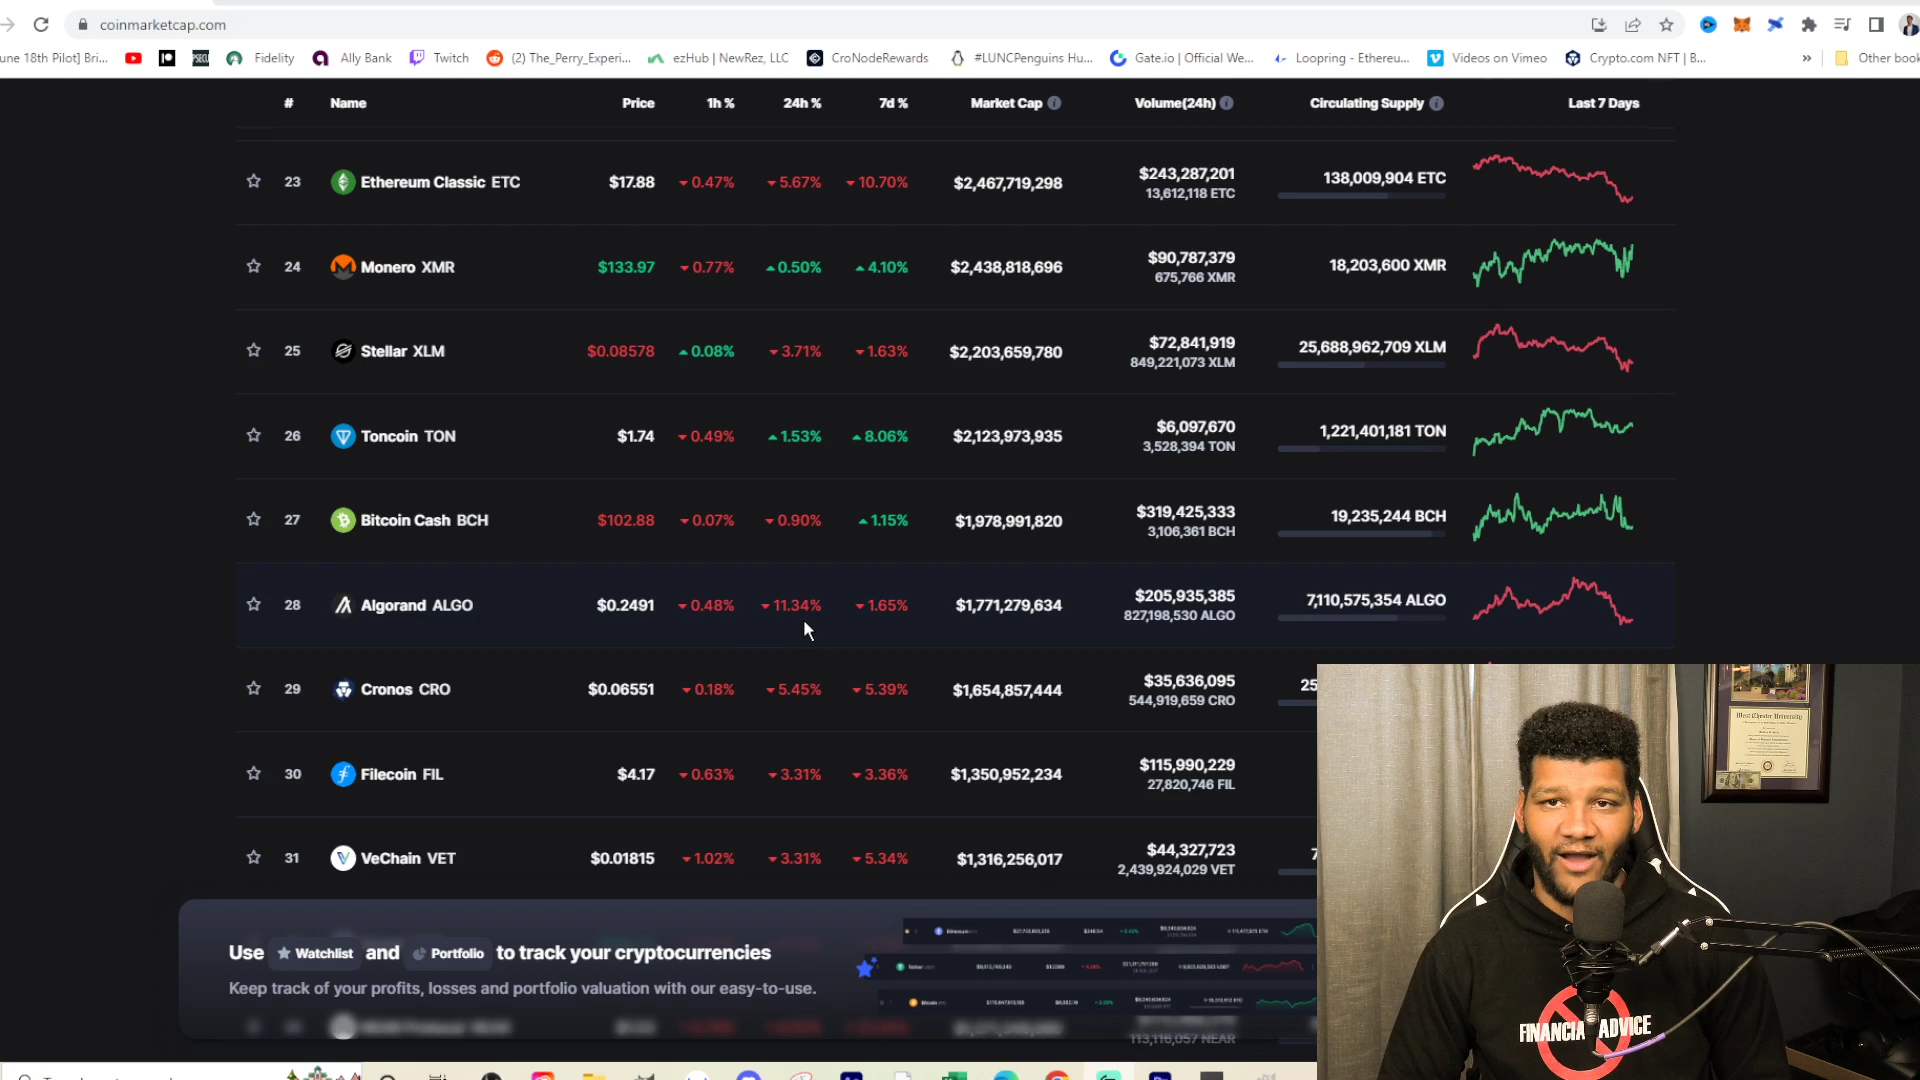 coinmarketcap.com
une 18th Pilot] Bri... Fidelity Ally Bank Twitch (2) The_Perry_Experi... ezHub | NewRez, LLC CroNodeRewards #LUNCPenguins Hu... Gate.io | Official We... Loopring - Ethereu... Videos on Vimeo Crypto.com NFT | B... » Other book
# Name Price 1h % 24h % 7d % Market Cap Volume(24h) Circulating Supply Last 7 Days
23 Ethereum Classic ETC $17.88 0.47% 5.67% 10.70% $2,467,719,298 $243,287,201 138,009,904 ETC
13,612,118 ETC
24 Monero XMR $133.97 0.77% 0.50% 4.10% $2,438,818,696 $90,787,379 18,203,600 XMR
675,766 XMR
25 Stellar XLM $0.08578 0.08% 3.71% 1.63% $2,203,659,780 $72,841,919 25,688,962,709 XLM
849,221,073 XLM
26 Toncoin TON $1.74 0.49% 1.53% 8.06% $2,123,973,935 $6,097,670 1,221,401,181 TON
3,528,394 TON
27 Bitcoin Cash BCH $102.88 0.07% 0.90% 1.15% $1,978,991,820 $319,425,333 19,235,244 BCH
3,106,361 BCH
28 Algorand ALGO $0.2491 0.48% 11.34% 1.65% $1,771,279,634 $205,935,385 7,110,575,354 ALGO
827,198,530 ALGO
29 Cronos CRO $0.06551 0.18% 5.45% 5.39% $1,654,857,444 $35,636,095 25
544,919,659 CRO
30 Filecoin FIL $4.17 0.63% 3.31% 3.36% $1,350,952,234 $115,990,229
27,820,746 FIL
31 VeChain VET $0.01815 1.02% 3.31% 5.34% $1,316,256,017 $44,327,723 7
2,439,924,029 VET
Use Watchlist and Portfolio to track your cryptocurrencies
Keep track of your profits, losses and portfolio valuation with our easy-to-use.
113,116,057 NEAR
West Chester University
FINANCIA ADVICE